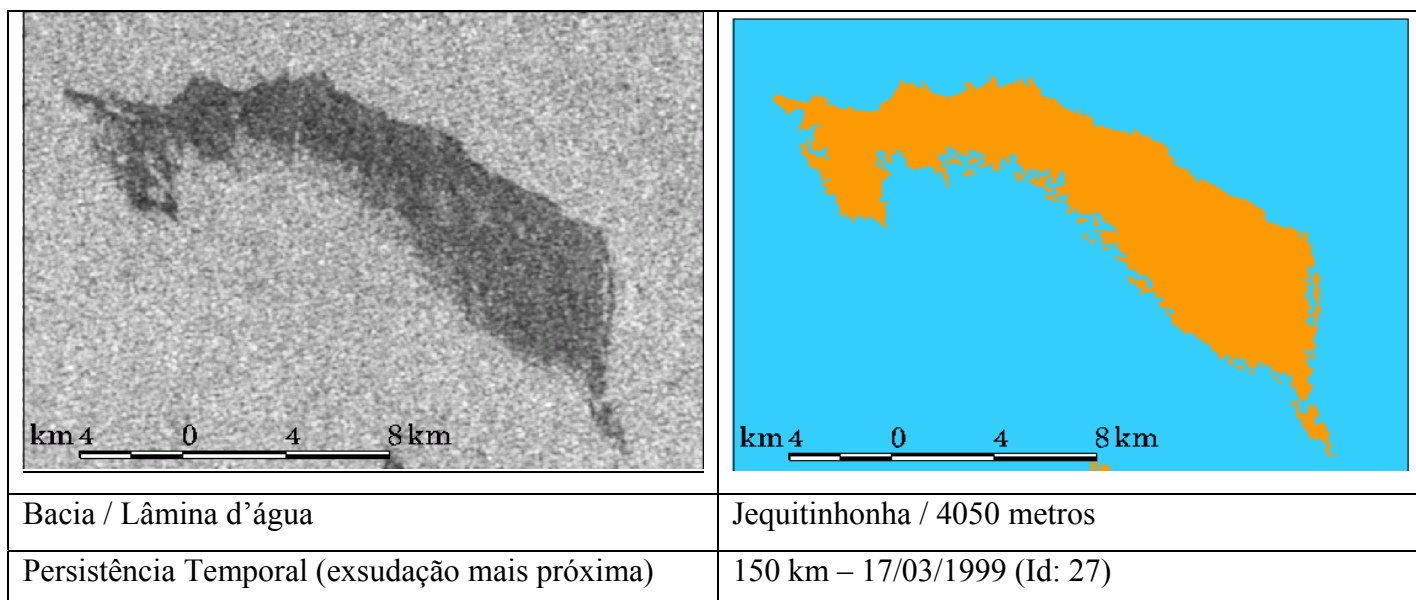 km 4 0 4 8 km
km 4 0 4 8 km
Bacia / Lâmina d’água
Jequitinhonha / 4050 metros
Persistência Temporal (exsudação mais próxima)
150 km – 17/03/1999 (Id: 27)